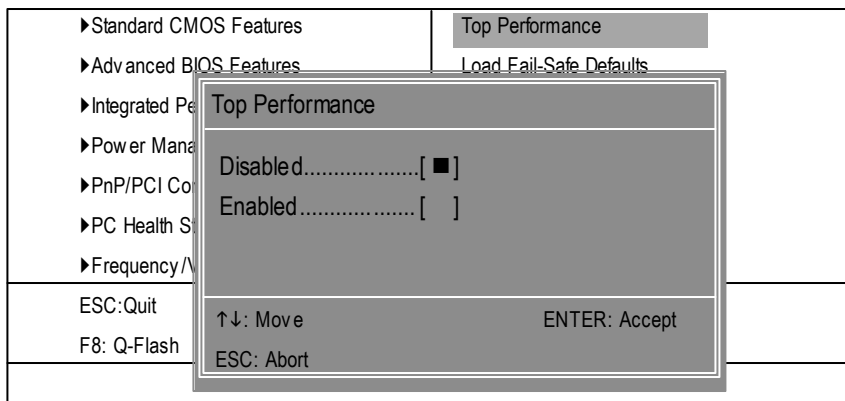 ▶Standard CMOS Features
▶Advanced BIOS Features
▶Integrated Pe
▶Power Mana
▶PnP/PCI Co
▶PC Health S
▶Frequency/V
ESC:Quit
F8: Q-Flash
Top Performance
Load Fail-Safe Defaults
Top Performance
Disabled...................[ ■ ]
Enabled...................[ ]
↑↓: Move ENTER: Accept
ESC: Abort